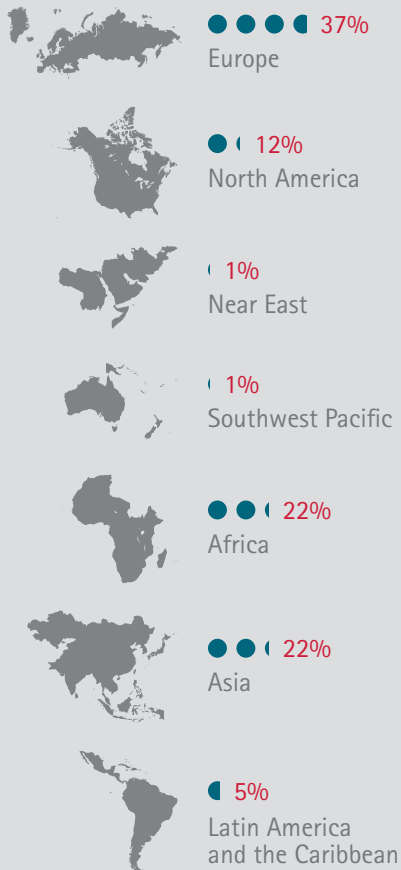 37%
Europe
12%
North America
1%
Near East
1%
Southwest Pacific
22%
Africa
22%
Asia
5%
Latin America
and the Caribbean